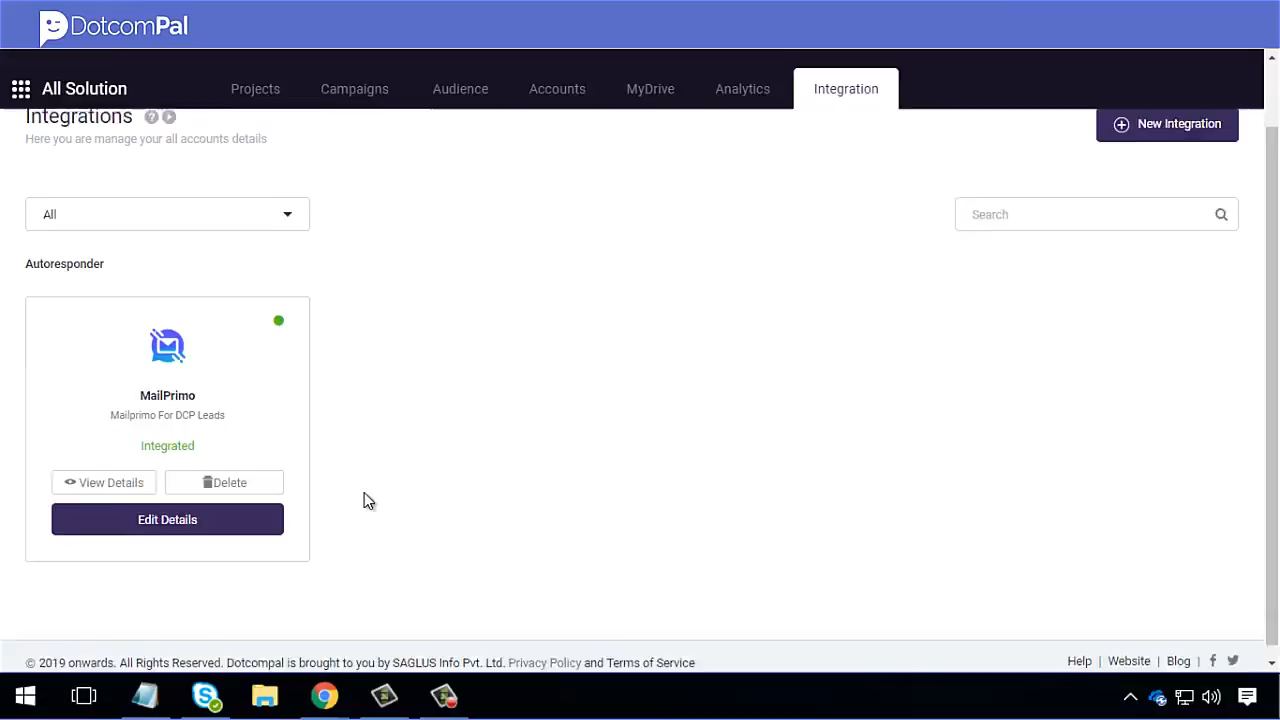 DotcomPal
All Solution
Projects
Campaigns
Audience
Accounts
MyDrive
Analytics
Integration
Integrations
Here you are manage your all accounts details
New Integration
All
Search
Autoresponder
MailPrimo
Mailprimo For DCP Leads
Integrated
View Details
Delete
Edit Details
© 2019 onwards. All Rights Reserved. Dotcompal is brought to you by SAGLUS Info Pvt. Ltd. Privacy Policy and Terms of Service
Help | Website | Blog |